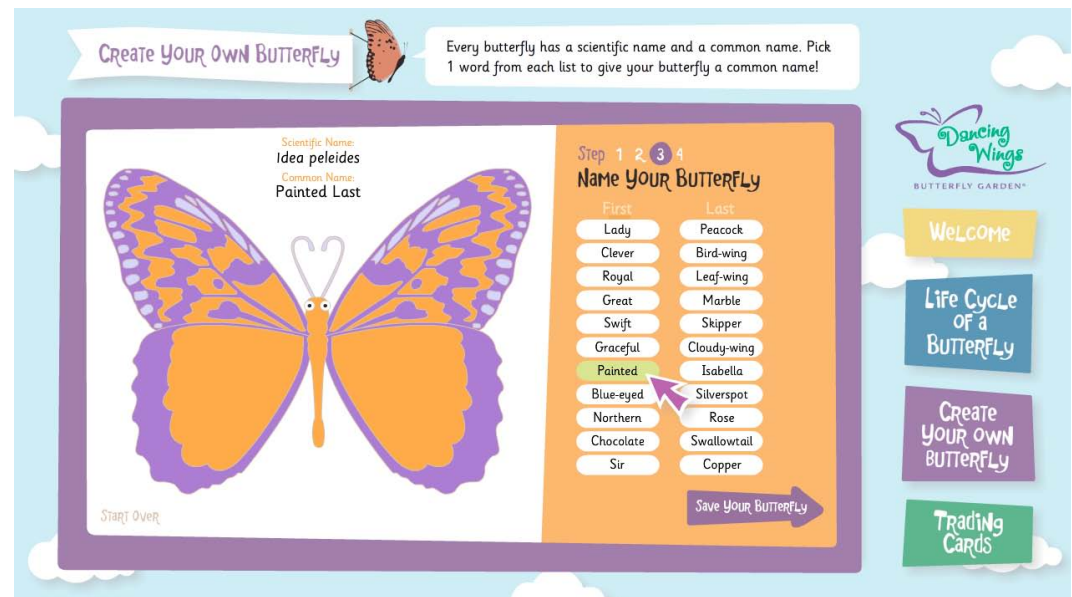 Create Your Own Butterfly
Every butterfly has a scientific name and a common name. Pick
1 word from each list to give your butterfly a common name!
Scientific Name:
Idea peleides
Common Name:
Painted Last
Start Over
Step 1 2 3 4
Name Your Butterfly
First Last
Lady Peacock
Clever Bird-wing
Royal Leaf-wing
Great Marble
Swift Skipper
Graceful Cloudy-wing
Painted Isabella
Blue-eyed Silverspot
Northern Rose
Chocolate Swallowtail
Sir Copper
Save Your Butterfly
Dancing
Wings
BUTTERFLY GARDEN®
Welcome
Life Cycle
of a
Butterfly
Create
Your Own
Butterfly
Trading
Cards